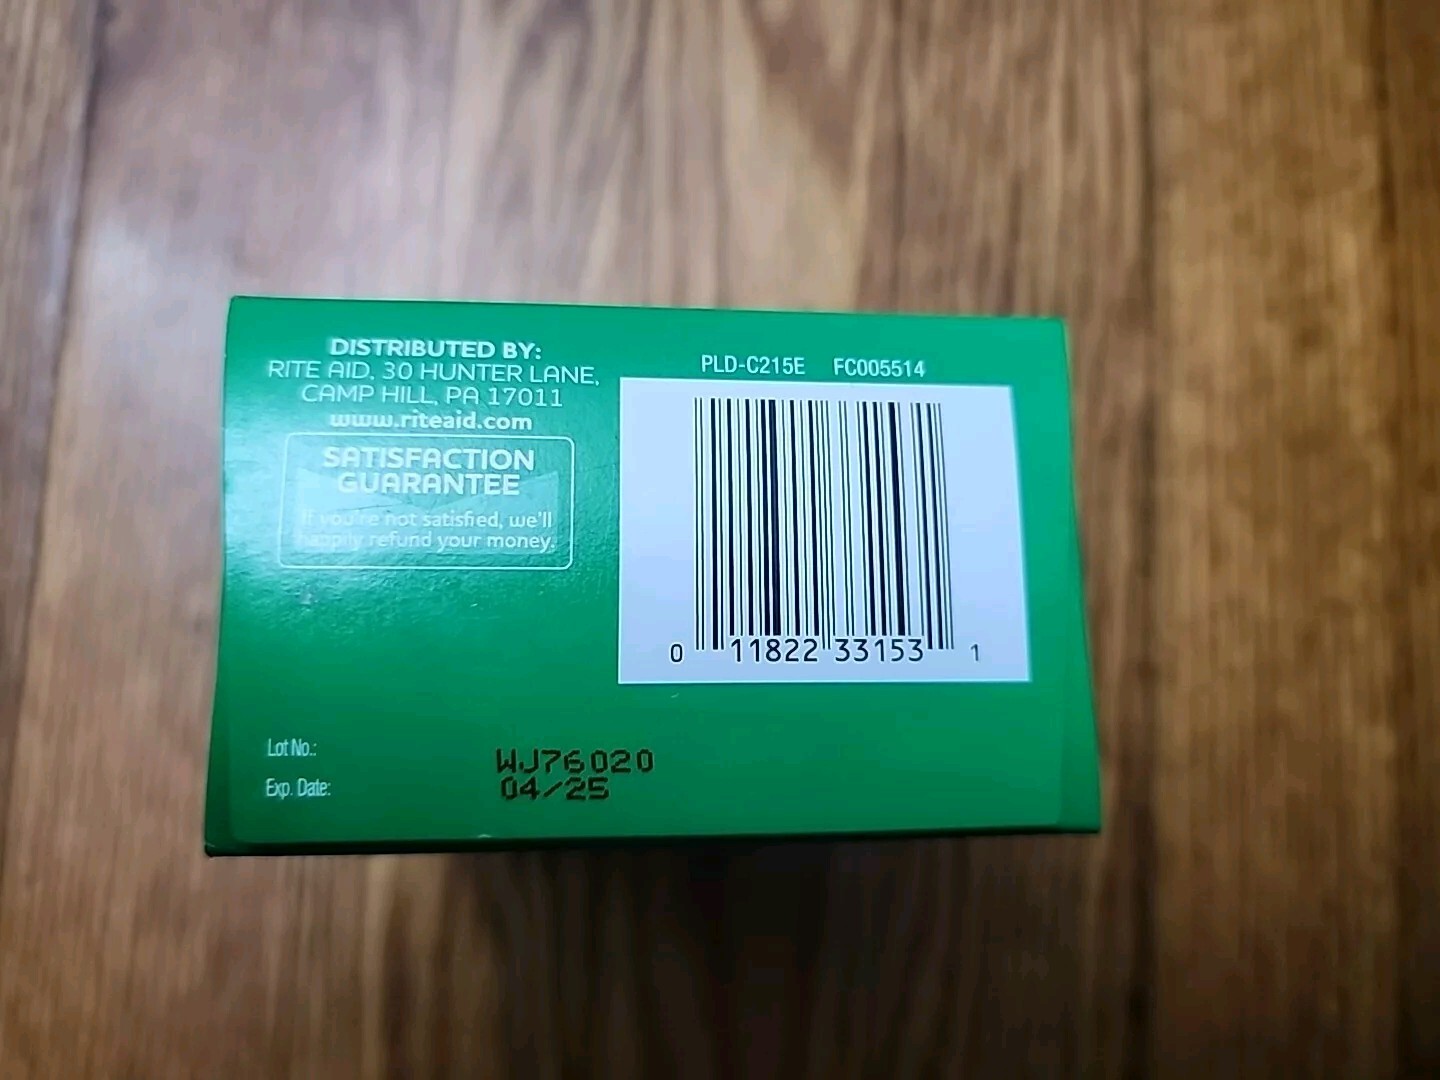 DISTRIBUTED BY:
RITE AID, 30 HUNTER LANE,
CAMP HILL, PA 17011
www.riteaid.com
SATISFACTION
GUARANTEE
If you're not satisfied, we'll
happily refund your money.
PLD-C215E FC005514
0 11822 33153 1
Lot No.: WJ76020
Exp. Date: 04/25